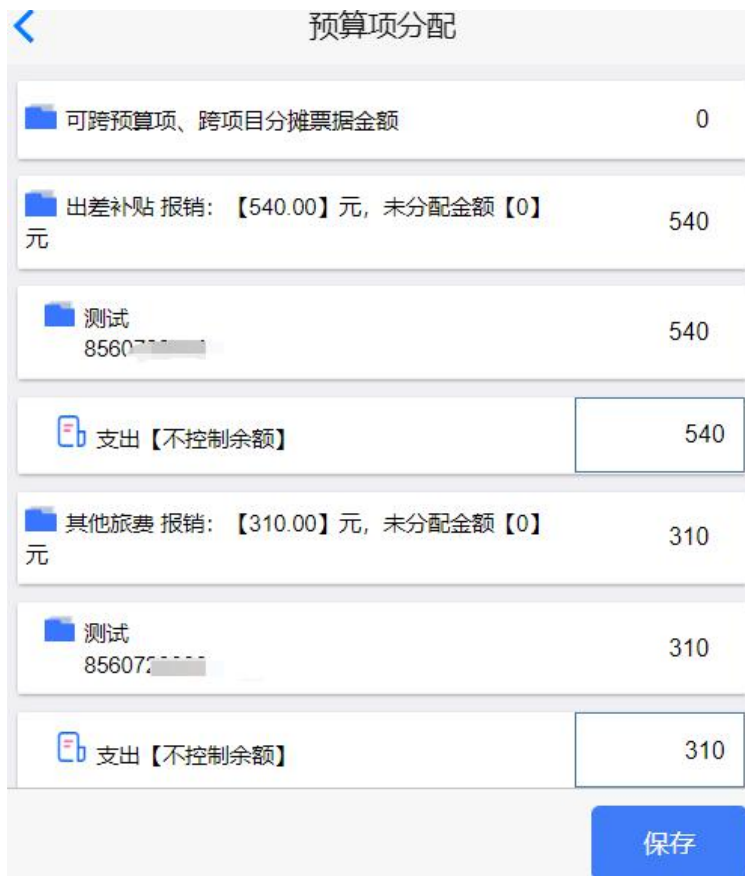 预算项分配
可跨预算项、跨项目分摊票据金额 0
出差补贴 报销：【540.00】元，未分配金额【0】
元
540
测试
8560
540
支出【不控制余额】 540
其他旅费 报销：【310.00】元，未分配金额【0】
元
310
测试
85607
310
支出【不控制余额】 310
保存